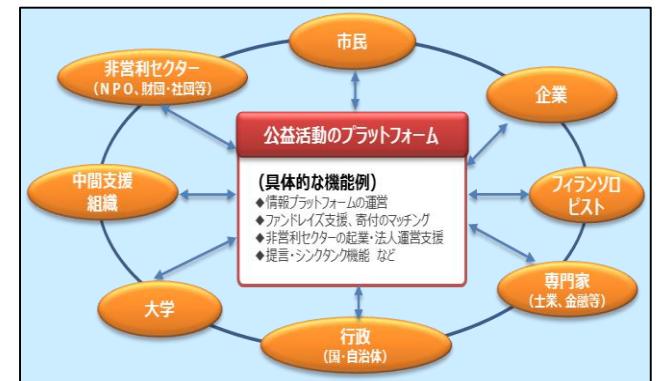 市民
非営利セクター
(NPO、財団・社団等)
企業
公益活動のプラットフォーム
(具体的な機能例)
◆情報プラットフォームの運営
◆ファンドレイズ支援、寄付のマッチング
◆非営利セクターの起業・法人運営支援
◆提言・シンクタンク機能 など
中間支援
組織
フィランソロ
ピスト
大学
専門家
(士業、金融等)
行政
(国・自治体)